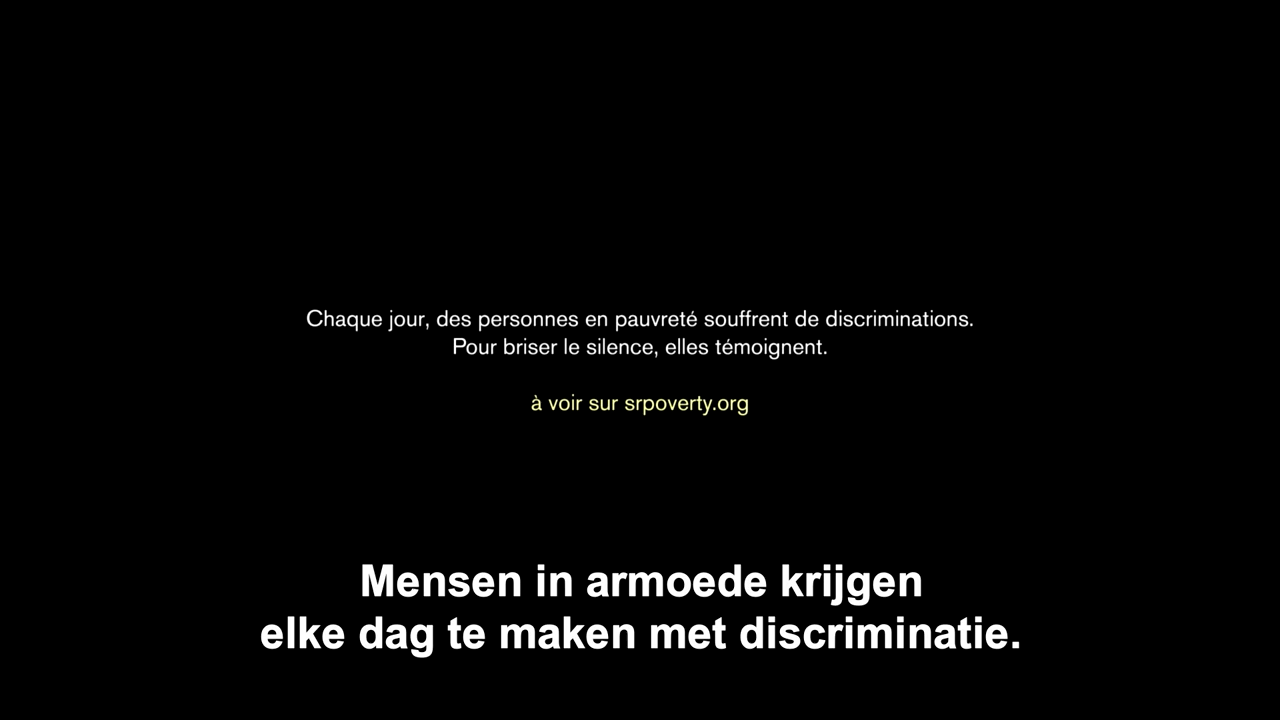 Chaque jour, des personnes en pauvreté souffrent de discriminations.
Pour briser le silence, elles témoignent.
à voir sur srpoverty.org
Mensen in armoede krijgen
elke dag te maken met discriminatie.